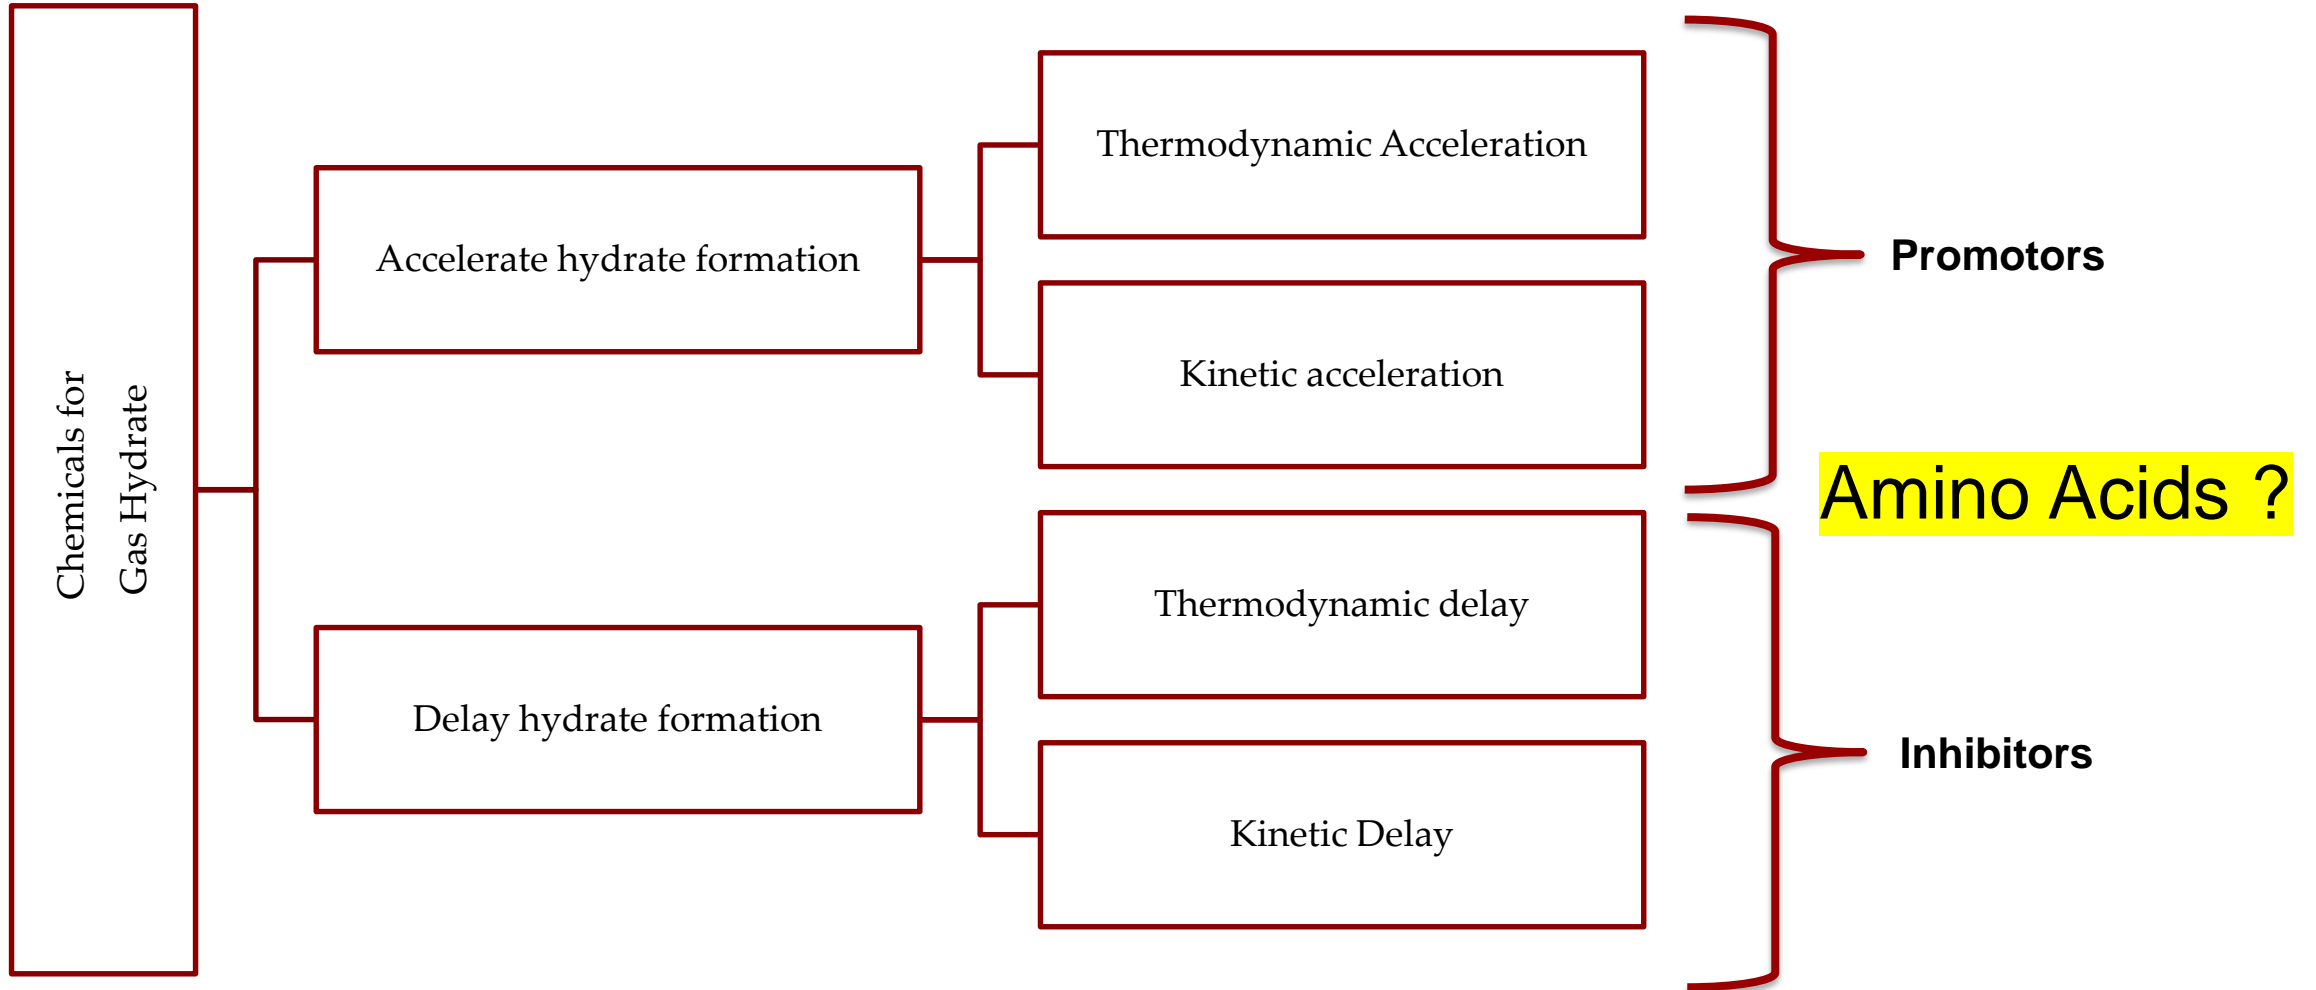 Chemicals for
Gas Hydrate
Accelerate hydrate formation
Thermodynamic Acceleration
Kinetic acceleration
Promotors
Amino Acids ?
Delay hydrate formation
Thermodynamic delay
Kinetic Delay
Inhibitors